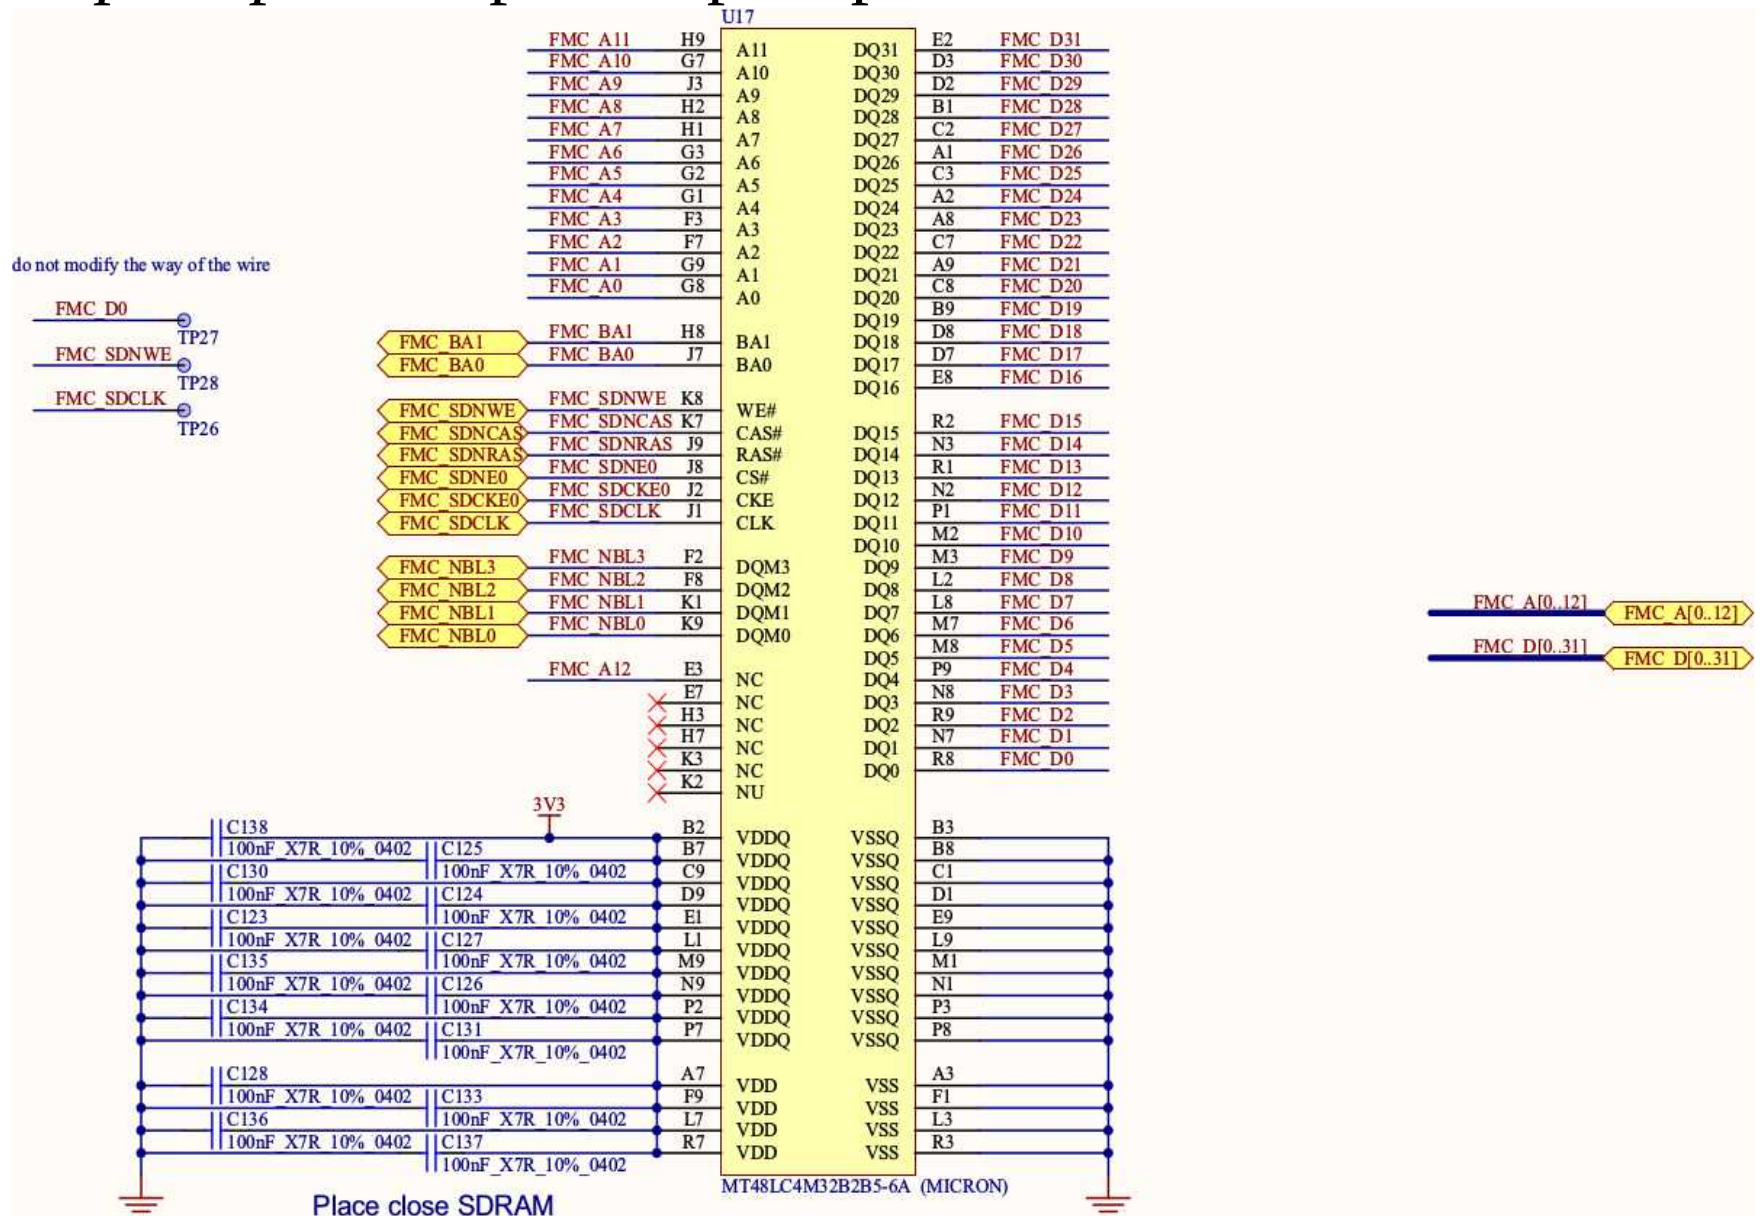 U17
FMC_A11 H9 A11 DQ31 E2 FMC_D31
FMC_A10 G7 A10 DQ30 D3 FMC_D30
FMC_A9 J3 A9 DQ29 D2 FMC_D29
FMC_A8 H2 A8 DQ28 B1 FMC_D28
FMC_A7 H1 A7 DQ27 C2 FMC_D27
FMC_A6 G3 A6 DQ26 A1 FMC_D26
FMC_A5 G2 A5 DQ25 C3 FMC_D25
FMC_A4 G1 A4 DQ24 A2 FMC_D24
FMC_A3 F3 A3 DQ23 A8 FMC_D23
FMC_A2 F7 A2 DQ22 C7 FMC_D22
FMC_A1 G9 A1 DQ21 A9 FMC_D21
FMC_A0 G8 A0 DQ20 C8 FMC_D20
DQ19 B9 FMC_D19
FMC_BA1 FMC_BA1 H8 BA1 DQ18 D8 FMC_D18
FMC_BA0 FMC_BA0 J7 BA0 DQ17 D7 FMC_D17
DQ16 E8 FMC_D16
do not modify the way of the wire
FMC_D0
TP27
FMC_SDNWE
TP28
FMC_SDCLK
TP26
FMC_SDNWE FMC_SDNWE K8 WE#
FMC_SDNCAS FMC_SDNCAS K7 CAS# DQ15 R2 FMC_D15
FMC_SDNRAS FMC_SDNRAS J9 RAS# DQ14 N3 FMC_D14
FMC_SDNE0 FMC_SDNE0 J8 CS# DQ13 R1 FMC_D13
FMC_SDCKE0 FMC_SDCKE0 J2 CKE DQ12 N2 FMC_D12
FMC_SDCLK FMC_SDCLK J1 CLK DQ11 P1 FMC_D11
DQ10 M2 FMC_D10
FMC_NBL3 FMC_NBL3 F2 DQM3 DQ9 M3 FMC_D9
FMC_NBL2 FMC_NBL2 F8 DQM2 DQ8 L2 FMC_D8
FMC_NBL1 FMC_NBL1 K1 DQM1 DQ7 L8 FMC_D7
FMC_NBL0 FMC_NBL0 K9 DQM0 DQ6 M7 FMC_D6
DQ5 M8 FMC_D5
FMC_A12 E3 NC DQ4 P9 FMC_D4
E7 NC DQ3 N8 FMC_D3
H3 NC DQ2 R9 FMC_D2
H7 NC DQ1 N7 FMC_D1
K3 NC DQ0 R8 FMC_D0
K2 NU
FMC_A[0..12] FMC_A[0..12]
FMC_D[0..31] FMC_D[0..31]
3V3
C138 B2 VDDQ VSSQ B3
100nF_X7R_10%_0402 C125 B7 VDDQ VSSQ B8
C130 100nF_X7R_10%_0402 C9 VDDQ VSSQ C1
100nF_X7R_10%_0402 C124 D9 VDDQ VSSQ D1
C123 100nF_X7R_10%_0402 E1 VDDQ VSSQ E9
100nF_X7R_10%_0402 C127 L1 VDDQ VSSQ L9
C135 100nF_X7R_10%_0402 M9 VDDQ VSSQ M1
100nF_X7R_10%_0402 C126 N9 VDDQ VSSQ N1
C134 100nF_X7R_10%_0402 P2 VDDQ VSSQ P3
100nF_X7R_10%_0402 C131 P7 VDDQ VSSQ P8
100nF_X7R_10%_0402
C128 A7 VDD VSS A3
100nF_X7R_10%_0402 C133 F9 VDD VSS F1
C136 100nF_X7R_10%_0402 L7 VDD VSS L3
100nF_X7R_10%_0402 C137 R7 VDD VSS R3
100nF_X7R_10%_0402
MT48LC4M32B2B5-6A (MICRON)
Place close SDRAM